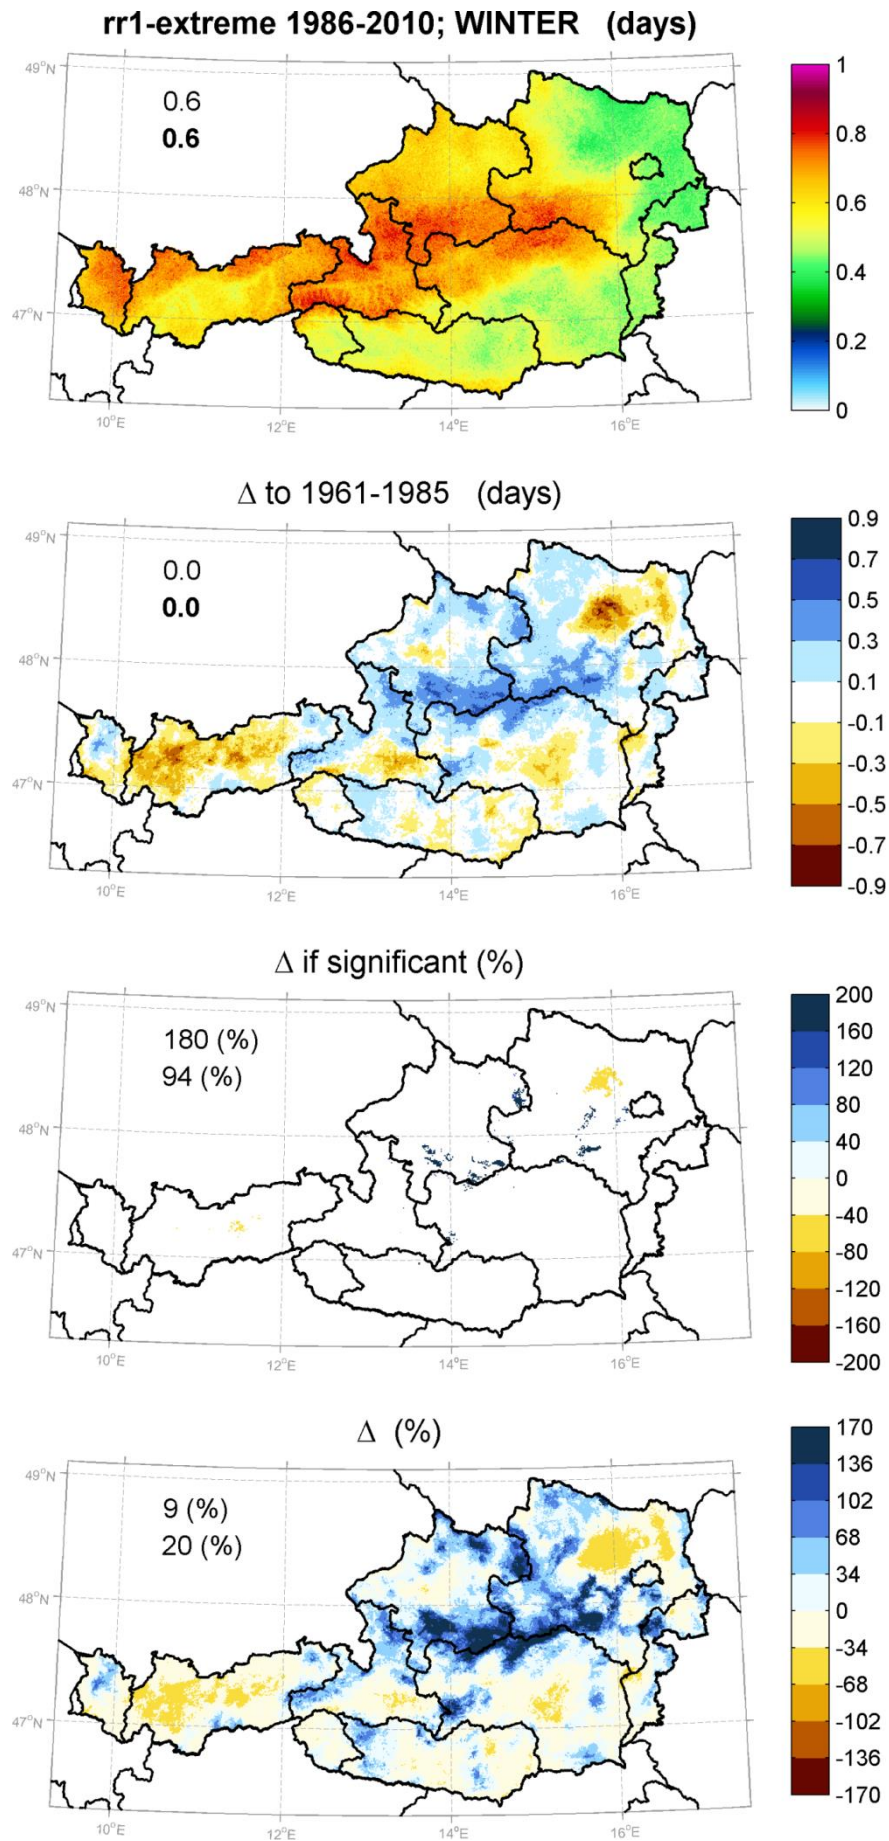 rr1-extreme 1986-2010; WINTER (days)
49°N
48°N
47°N
10°E
12°E
14°E
16°E
0.6
0.6
1
0.8
0.6
0.4
0.2
0
Δ to 1961-1985 (days)
49°N
48°N
47°N
10°E
12°E
14°E
16°E
0.0
0.0
0.9
0.7
0.5
0.3
0.1
-0.1
-0.3
-0.5
-0.7
-0.9
Δ if significant (%)
49°N
48°N
47°N
10°E
12°E
14°E
16°E
180 (%)
94 (%)
200
160
120
80
40
0
-40
-80
-120
-160
-200
Δ (%)
49°N
48°N
47°N
10°E
12°E
14°E
16°E
9 (%)
20 (%)
170
136
102
68
34
0
-34
-68
-102
-136
-170